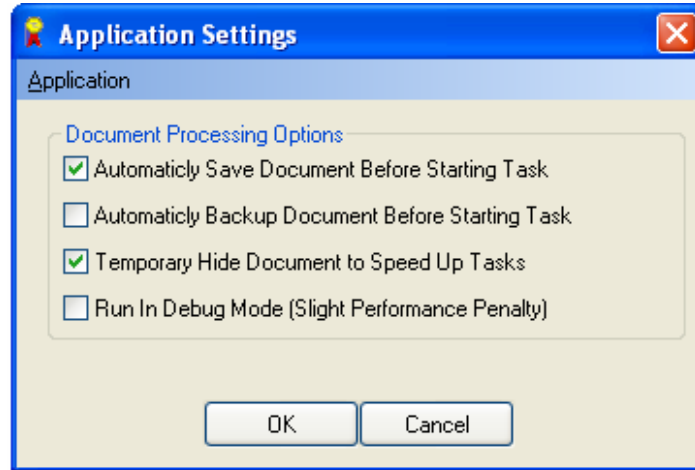 Application Settings
Application
Document Processing Options
Automaticly Save Document Before Starting Task
Automaticly Backup Document Before Starting Task
Temporary Hide Document to Speed Up Tasks
Run In Debug Mode (Slight Performance Penalty)
OK Cancel